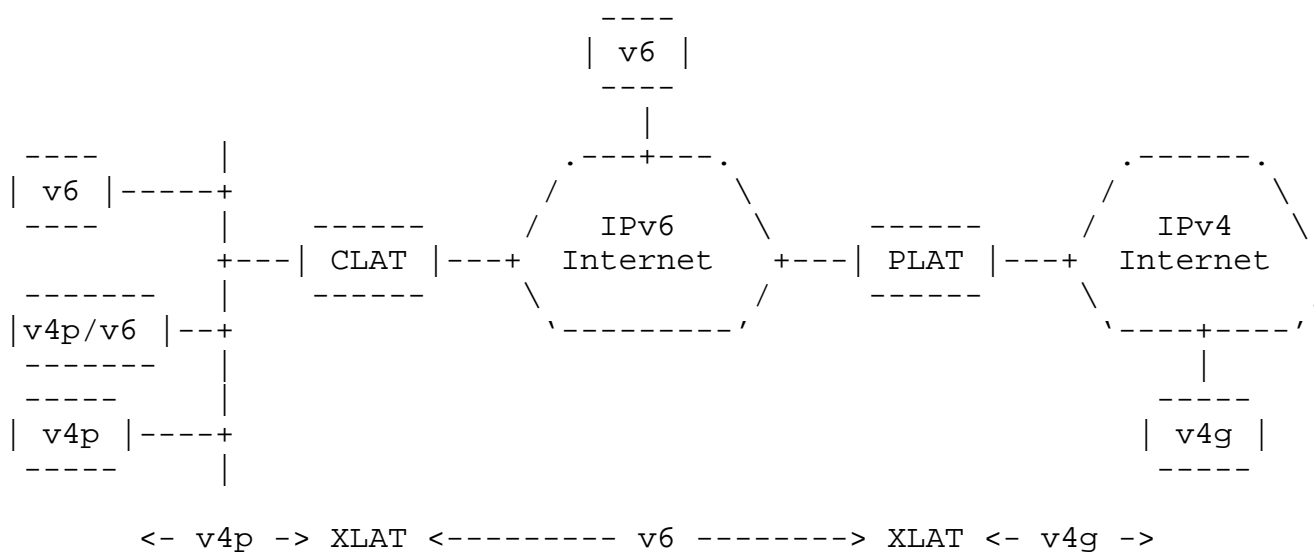 ----
                                      | v6 |
                                       ----
                                        |
 ----       |                       .---+---.                 .------.
| v6 |-----+                       /         \               /        \
 ----       |     ------          /   IPv6    \    ------   /   IPv4   \
            +---| CLAT |---+  Internet   +---| PLAT |---+  Internet
 -------    |     ------      \           /    ------    \           .
|v4p/v6 |--+                   `---------'                `----+----'
 -------    |                                                  |
 -----      |                                                -----
| v4p |----+                                                | v4g |
 -----      |                                                -----
       <- v4p -> XLAT <--------- v6 --------> XLAT <- v4g ->